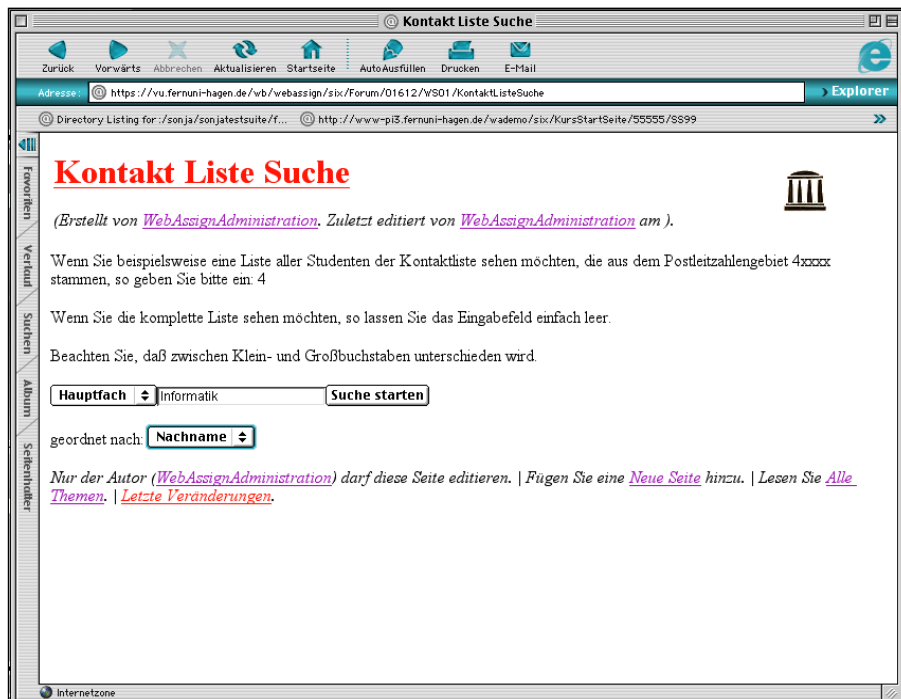 Kontakt Liste Suche
Zurück Vorwärts Abbrechen Aktualisieren Startseite AutoAusfüllen Drucken E-Mail
Adresse: https://vu.fernuni-hagen.de/wb/webassign/six/Forum/01612/WS01/KontaktListeSuche Explorer
Directory Listing for :/sonja/sonjatestsuite/f... http://www-pi3.fernuni-hagen.de/wademo/six/KursStartSeite/55555/SS99
Favoriten
Verlauf
Suchen
Album
Seitenhalter
Kontakt Liste Suche
(Erstellt von WebAssignAdministration. Zuletzt editiert von WebAssignAdministration am ).
Wenn Sie beispielsweise eine Liste aller Studenten der Kontaktliste sehen möchten, die aus dem Postleitzahlengebiet 4xxxx
stammen, so geben Sie bitte ein: 4
Wenn Sie die komplette Liste sehen möchten, so lassen Sie das Eingabefeld einfach leer.
Beachten Sie, daß zwischen Klein- und Großbuchstaben unterschieden wird.
Hauptfach Informatik Suche starten
geordnet nach: Nachname
Nur der Autor (WebAssignAdministration) darf diese Seite editieren. | Fügen Sie eine Neue Seite hinzu. | Lesen Sie Alle
Themen. | Letzte Veränderungen.
Internetzone